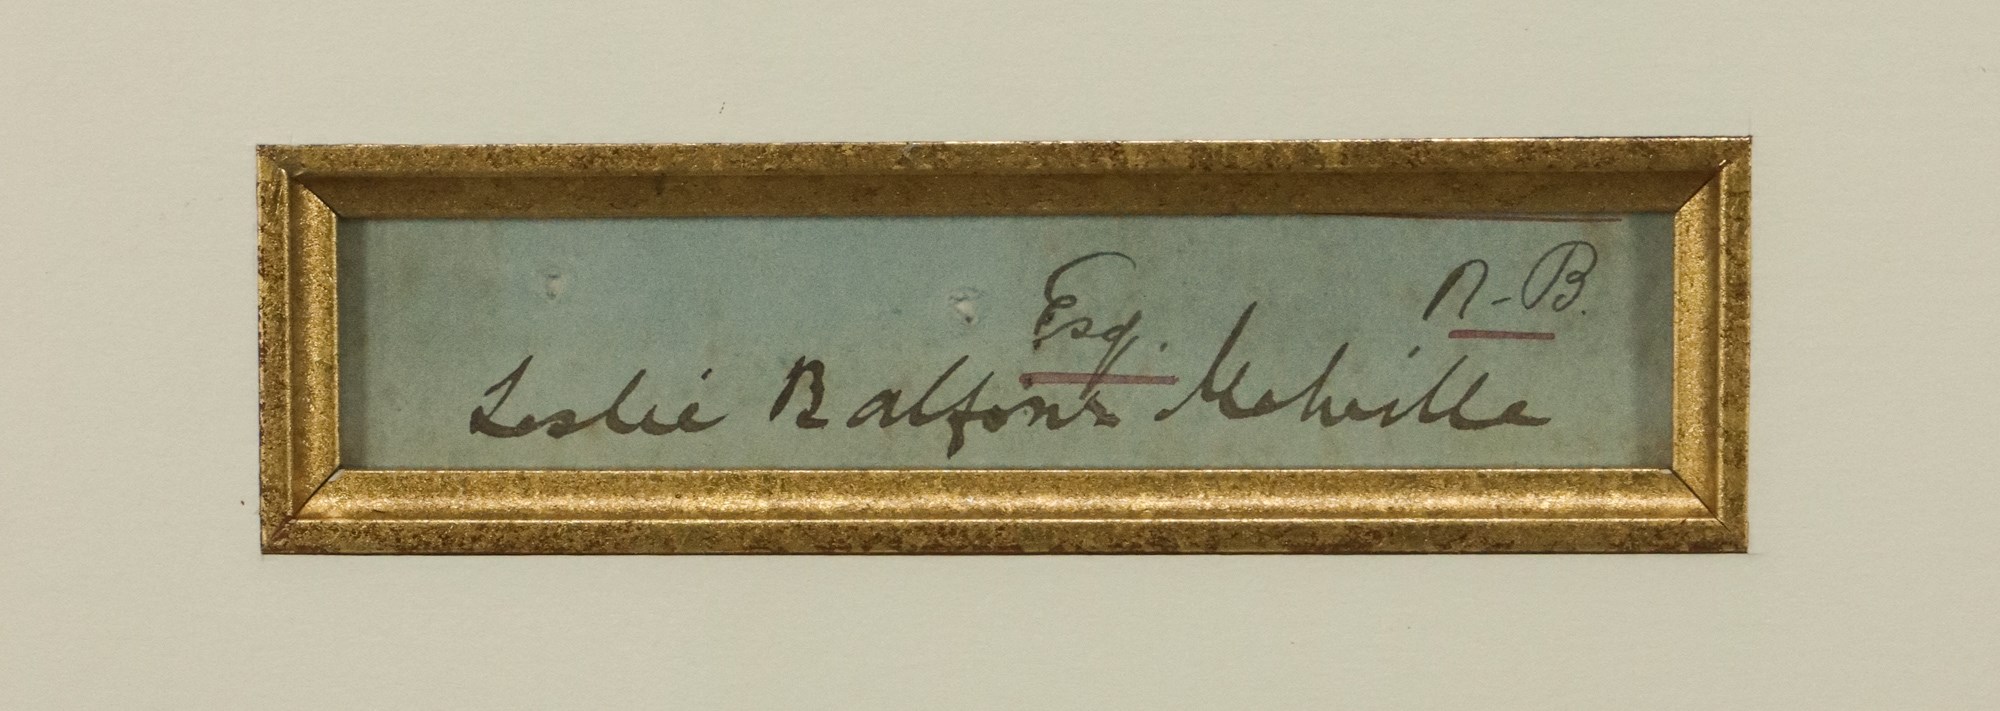 Esq. N-B.
Leslie Balfour Melville